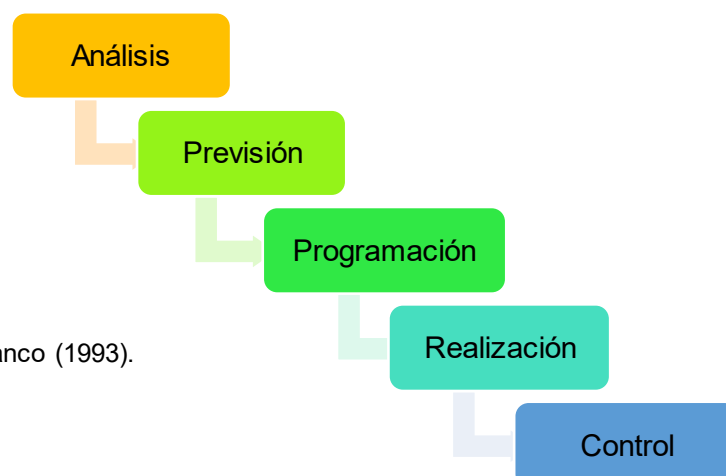 Análisis
Previsión
Programación
Realización
anco (1993).
Control